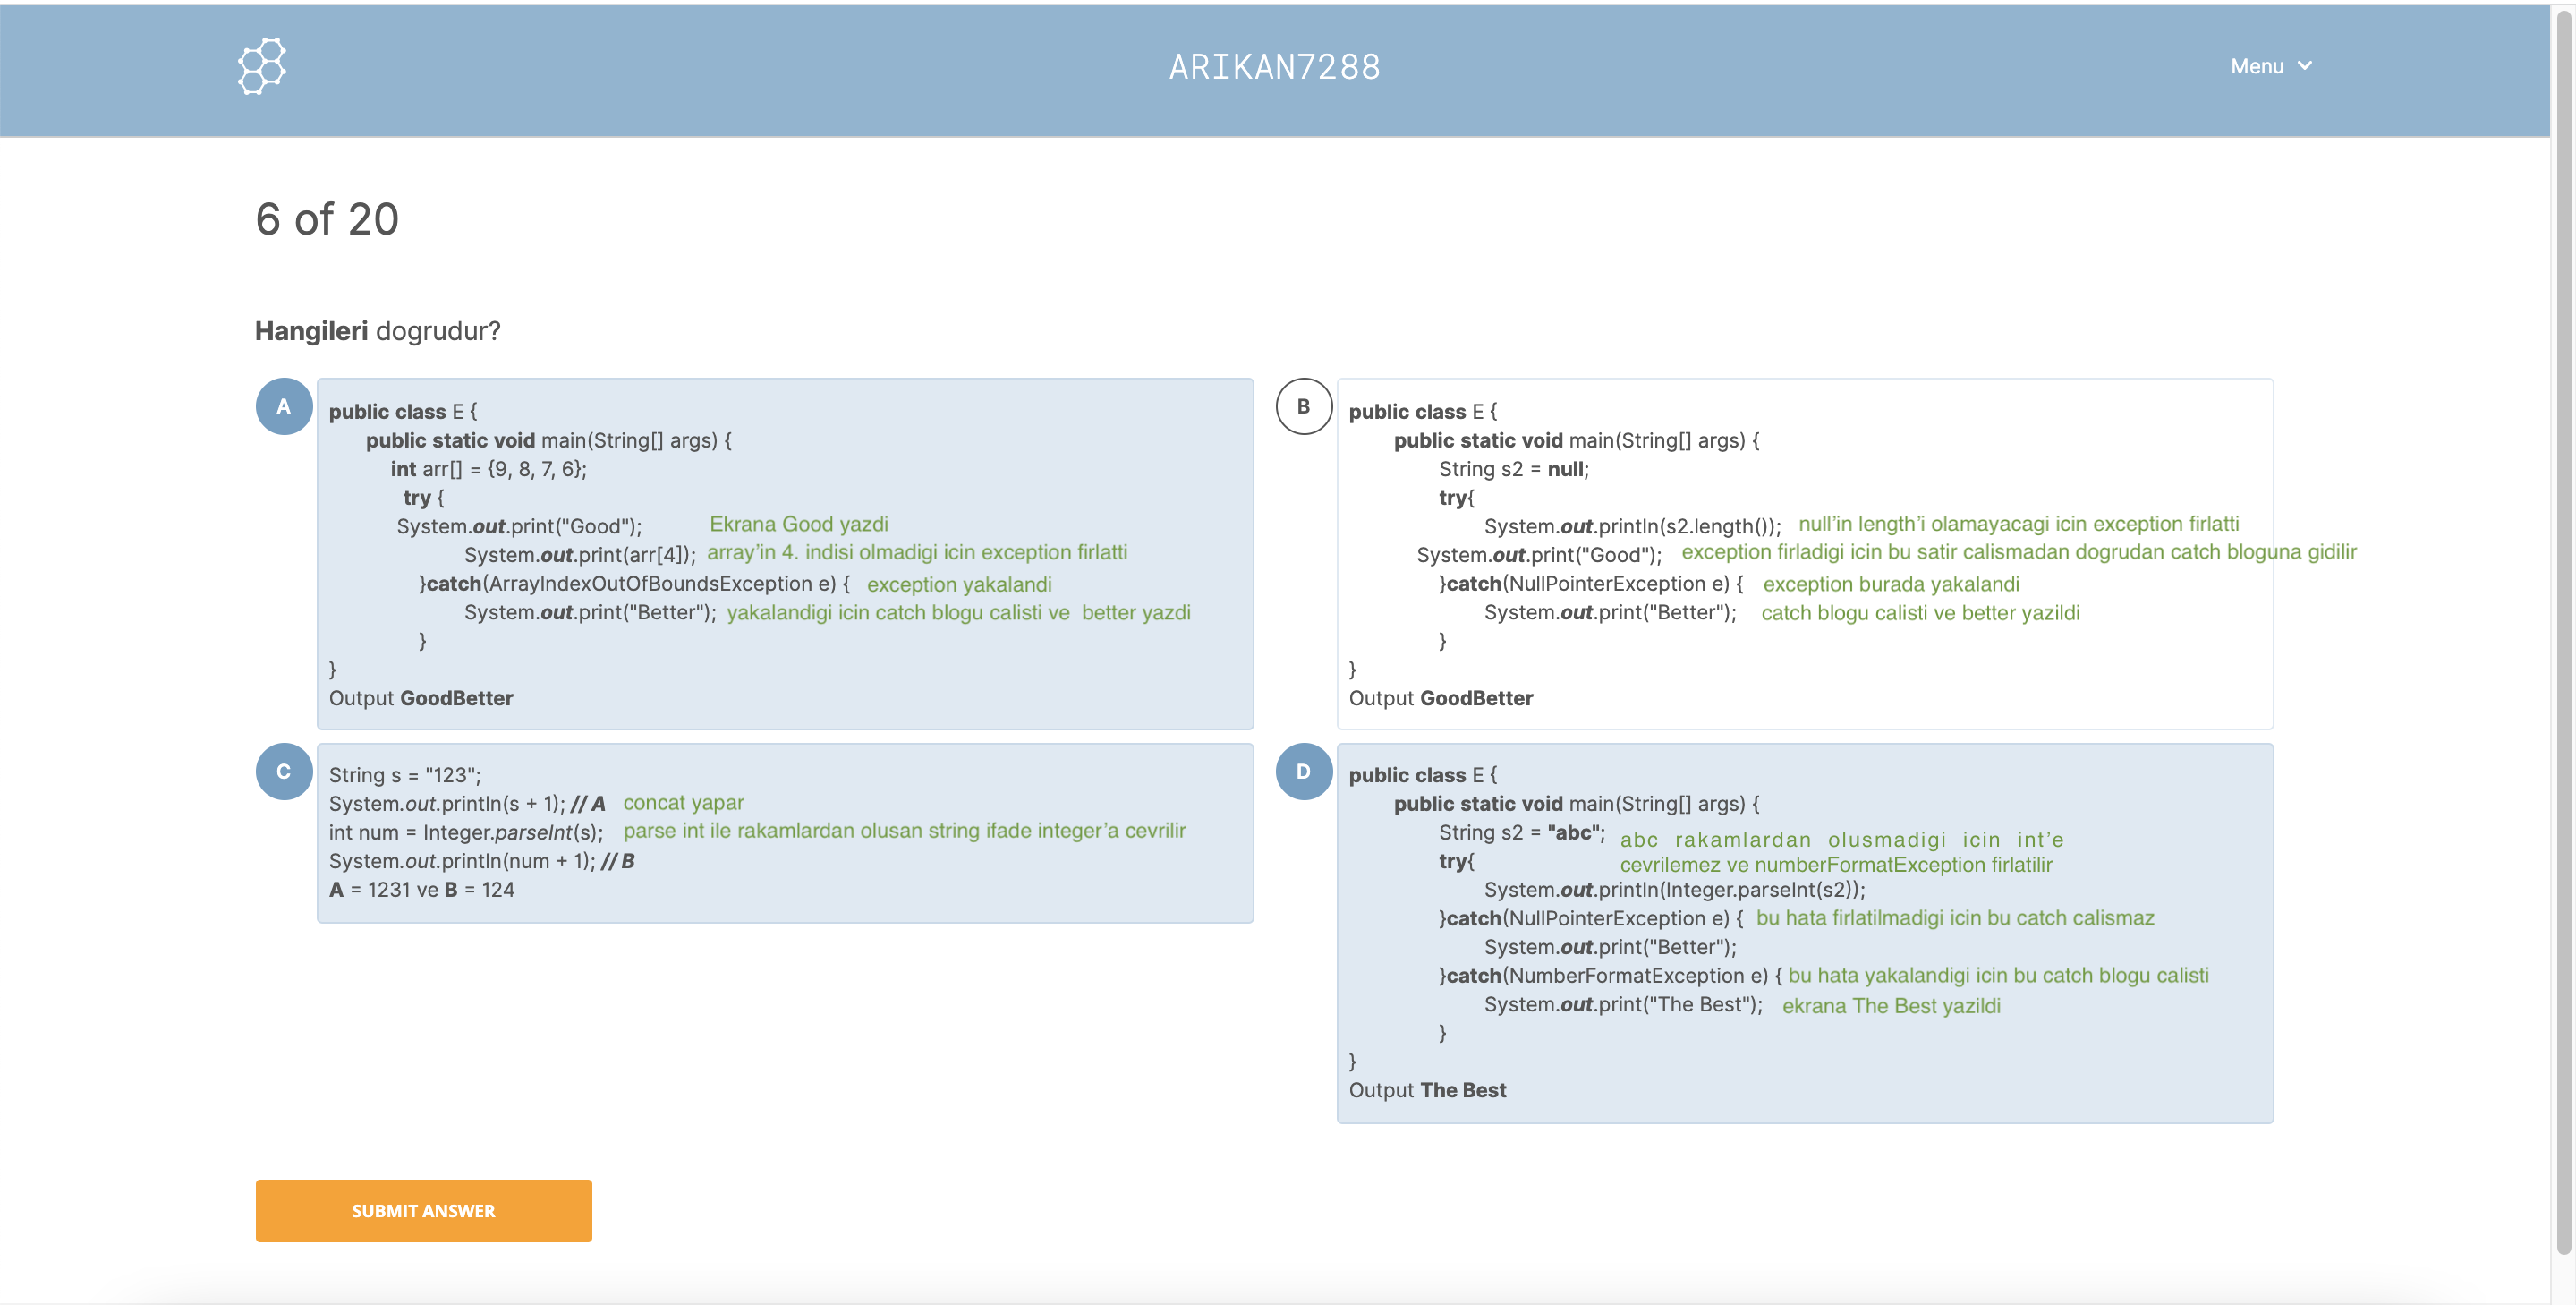 ARIKAN7288
Menu
6 of 20
Hangileri dogrudur?
A
public class E {
public static void main(String[] args) {
int arr[] = {9, 8, 7, 6};
try {
System.out.print("Good"); Ekrana Good yazdi
System.out.print(arr[4]); array'in 4. indisi olmadigi icin exception firlatti
}catch(ArrayIndexOutOfBoundsException e) { exception yakalandi
System.out.print("Better"); yakalandigi icin catch blogu calisti ve better yazdi
}
}
Output GoodBetter
B
public class E {
public static void main(String[] args) {
String s2 = null;
try{
System.out.println(s2.length()); null'in length'i olamayacagi icin exception firlatti
System.out.print("Good"); exception firladigi icin bu satir calismadan dogrudan catch bloguna gidilir
}catch(NullPointerException e) { exception burada yakalandi
System.out.print("Better"); catch blogu calisti ve better yazildi
}
}
Output GoodBetter
C
String s = "123";
System.out.println(s + 1); // A concat yapar
int num = Integer.parseInt(s); parse int ile rakamlardan olusan string ifade integer'a cevrilir
System.out.println(num + 1); // B
A = 1231 ve B = 124
D
public class E {
public static void main(String[] args) {
String s2 = "abc"; abc rakamlardan olusmadigi icin int'e
try{ cevrilemez ve numberFormatException firlatilir
System.out.println(Integer.parseInt(s2));
}catch(NullPointerException e) { bu hata firlatilmadigi icin bu catch calismaz
System.out.print("Better");
}catch(NumberFormatException e) { bu hata yakalandigi icin bu catch blogu calisti
System.out.print("The Best"); ekrana The Best yazildi
}
}
Output The Best
SUBMIT ANSWER